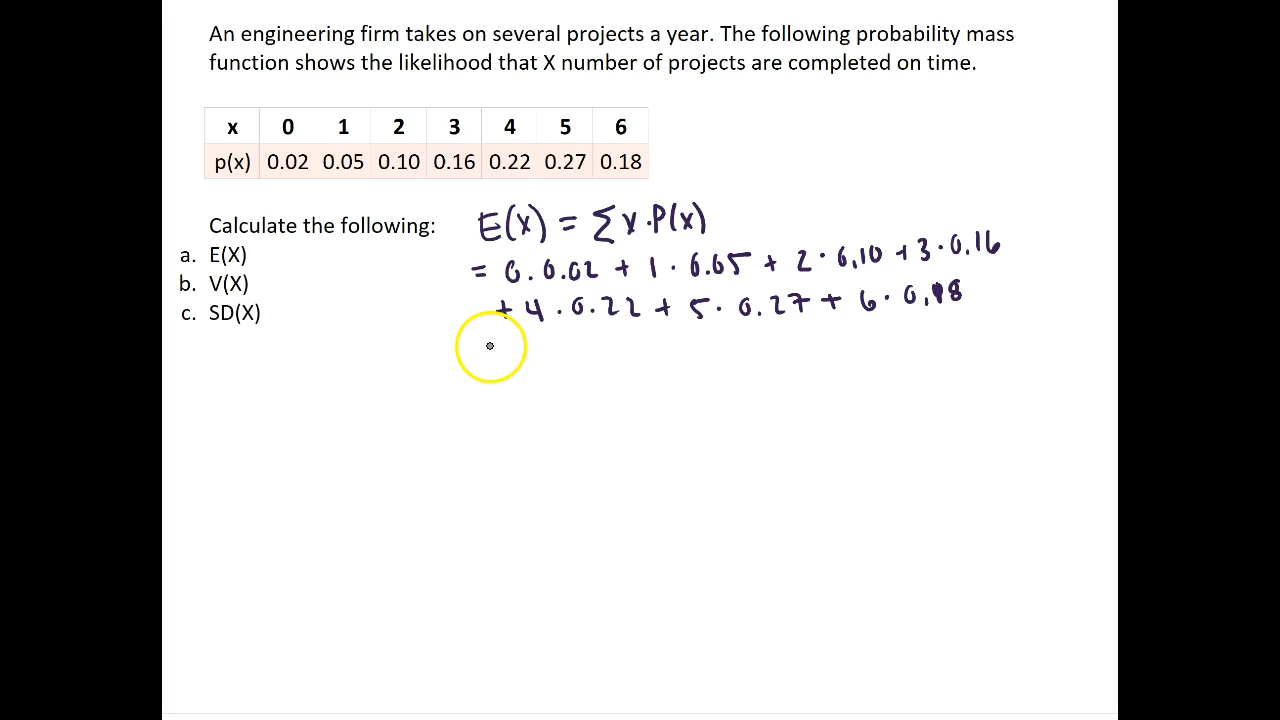 An engineering firm takes on several projects a year. The following probability mass
function shows the likelihood that X number of projects are completed on time.
x 0 1 2 3 4 5 6
p(x) 0.02 0.05 0.10 0.16 0.22 0.27 0.18
Calculate the following:
a. E(X)
b. V(X)
c. SD(X)
E(X) = Σ x·P(x)
= 0·0.02 + 1·0.05 + 2·0.10 + 3·0.16
+ 4·0.22 + 5·0.27 + 6·0.18